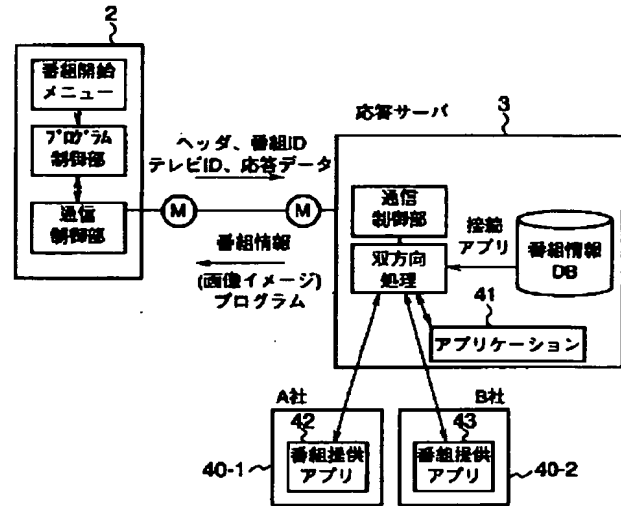 2
番組開始
メニュー
プログラム
制御部
通信
制御部
ヘッダ、番組ID
テレビID、応答データ
M
M
番組情報
(画像イメージ)
プログラム
応答サーバ
3
通信
制御部
双方向
処理
接続
アプリ
番組情報
DB
41
アプリケーション
A社
42
番組提供
アプリ
40-1
B社
43
番組提供
アプリ
40-2